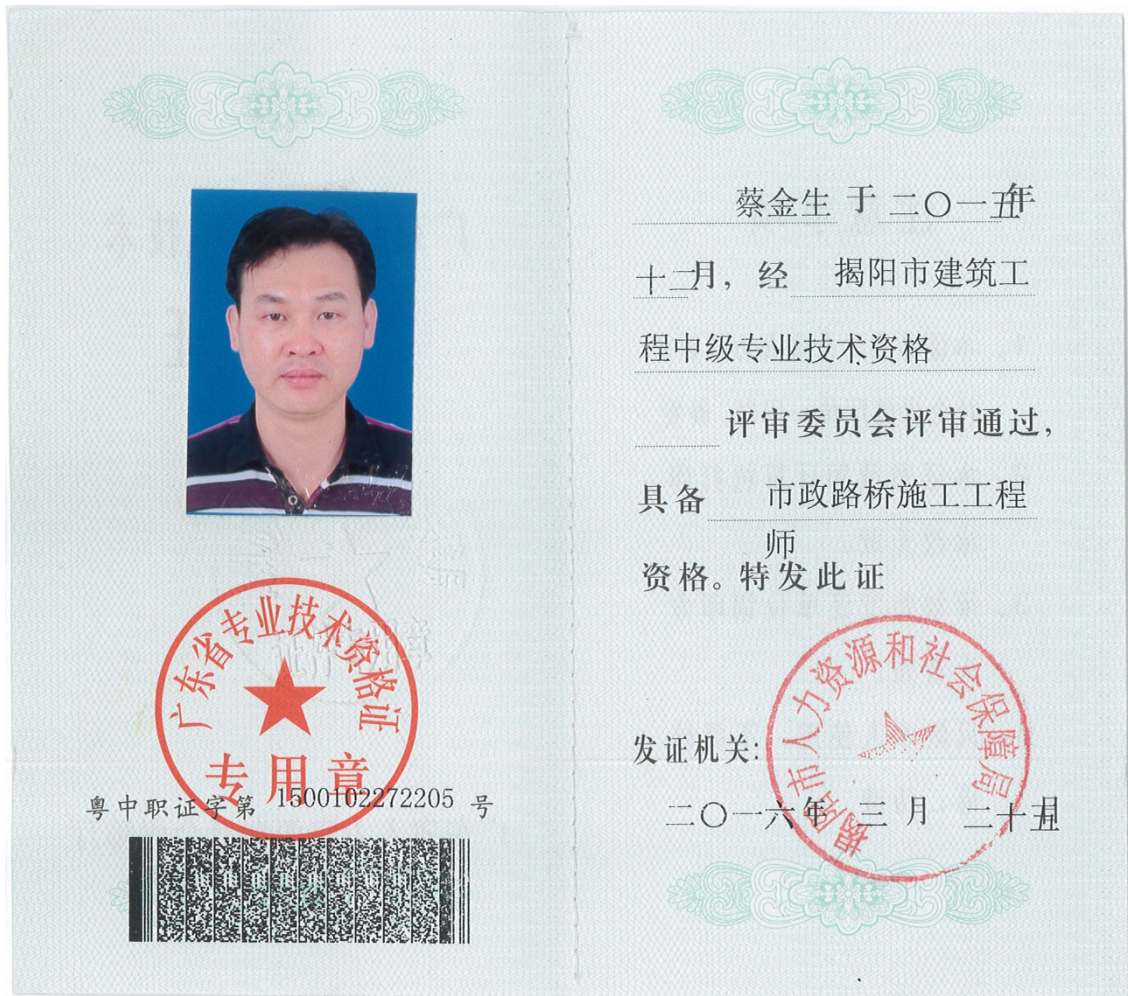 广东省专业技术资格证
专用章
粤中职证字第 1500102272205 号
蔡金生 于 二〇一五年
十二月，经 揭阳市建筑工
程中级专业技术资格
评审委员会评审通过，
具备 市政路桥施工工程
师
资格。特发此证
揭阳市人力资源和社会保障局
发证机关：
二〇一六年 三月 二十五日